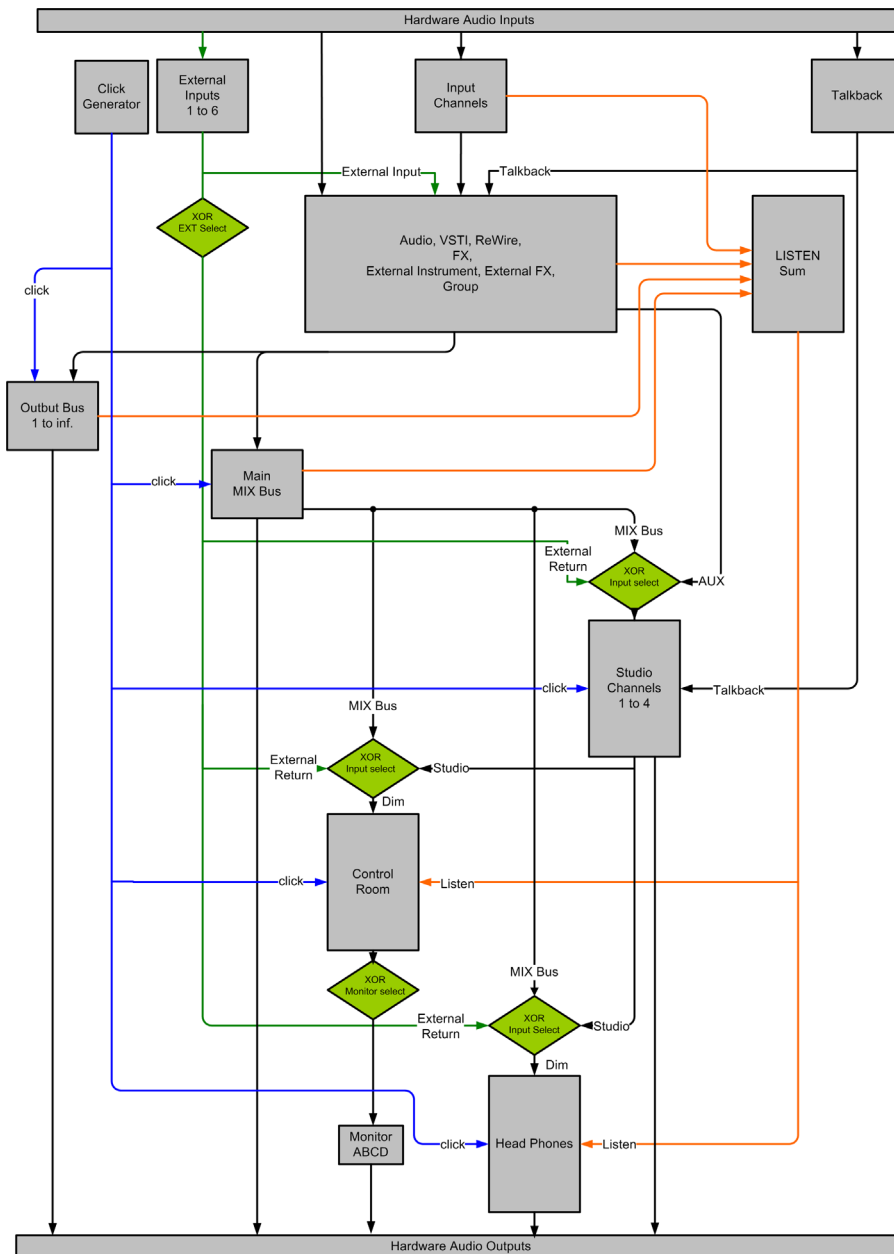 Hardware Audio Inputs
Click
Generator
External
Inputs
1 to 6
Input
Channels
Talkback
External Input
Talkback
XOR
EXT Select
Audio, VSTI, ReWire,
FX,
External Instrument, External FX,
Group
LISTEN
Sum
click
Outbut Bus
1 to inf.
click
Main
MIX Bus
MIX Bus
External
Return
XOR
Input select
AUX
Studio
Channels
1 to 4
click
Talkback
MIX Bus
External
Return
XOR
Input select
Studio
Dim
click
Control
Room
Listen
XOR
Monitor select
MIX Bus
External
Return
XOR
Input Select
Studio
Dim
Monitor
ABCD
click
Head Phones
Listen
Hardware Audio Outputs